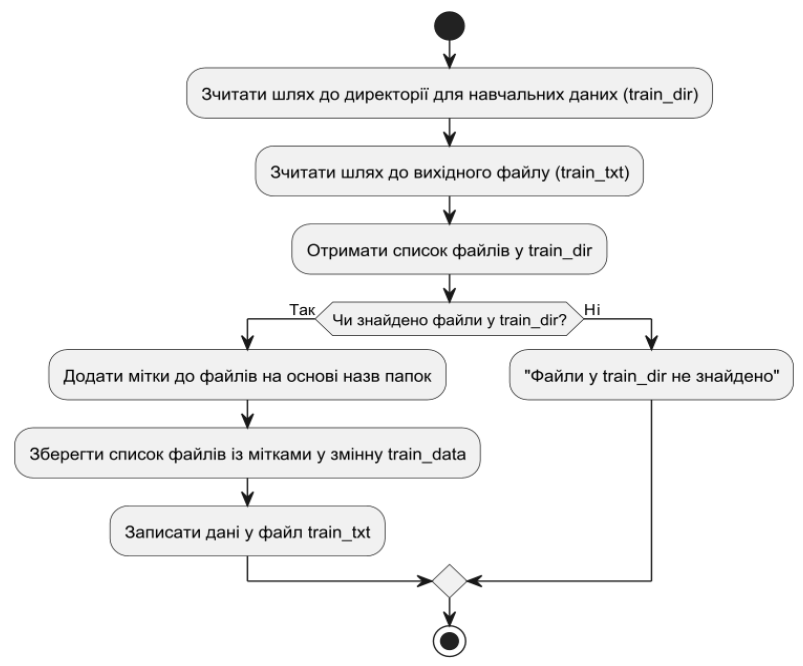 Зчитати шлях до директорії для навчальних даних (train_dir)
Зчитати шлях до вихідного файлу (train_txt)
Отримати список файлів у train_dir
Так
Чи знайдено файли у train_dir?
Ні
Додати мітки до файлів на основі назв папок
"Файли у train_dir не знайдено"
Зберегти список файлів із мітками у змінну train_data
Записати дані у файл train_txt